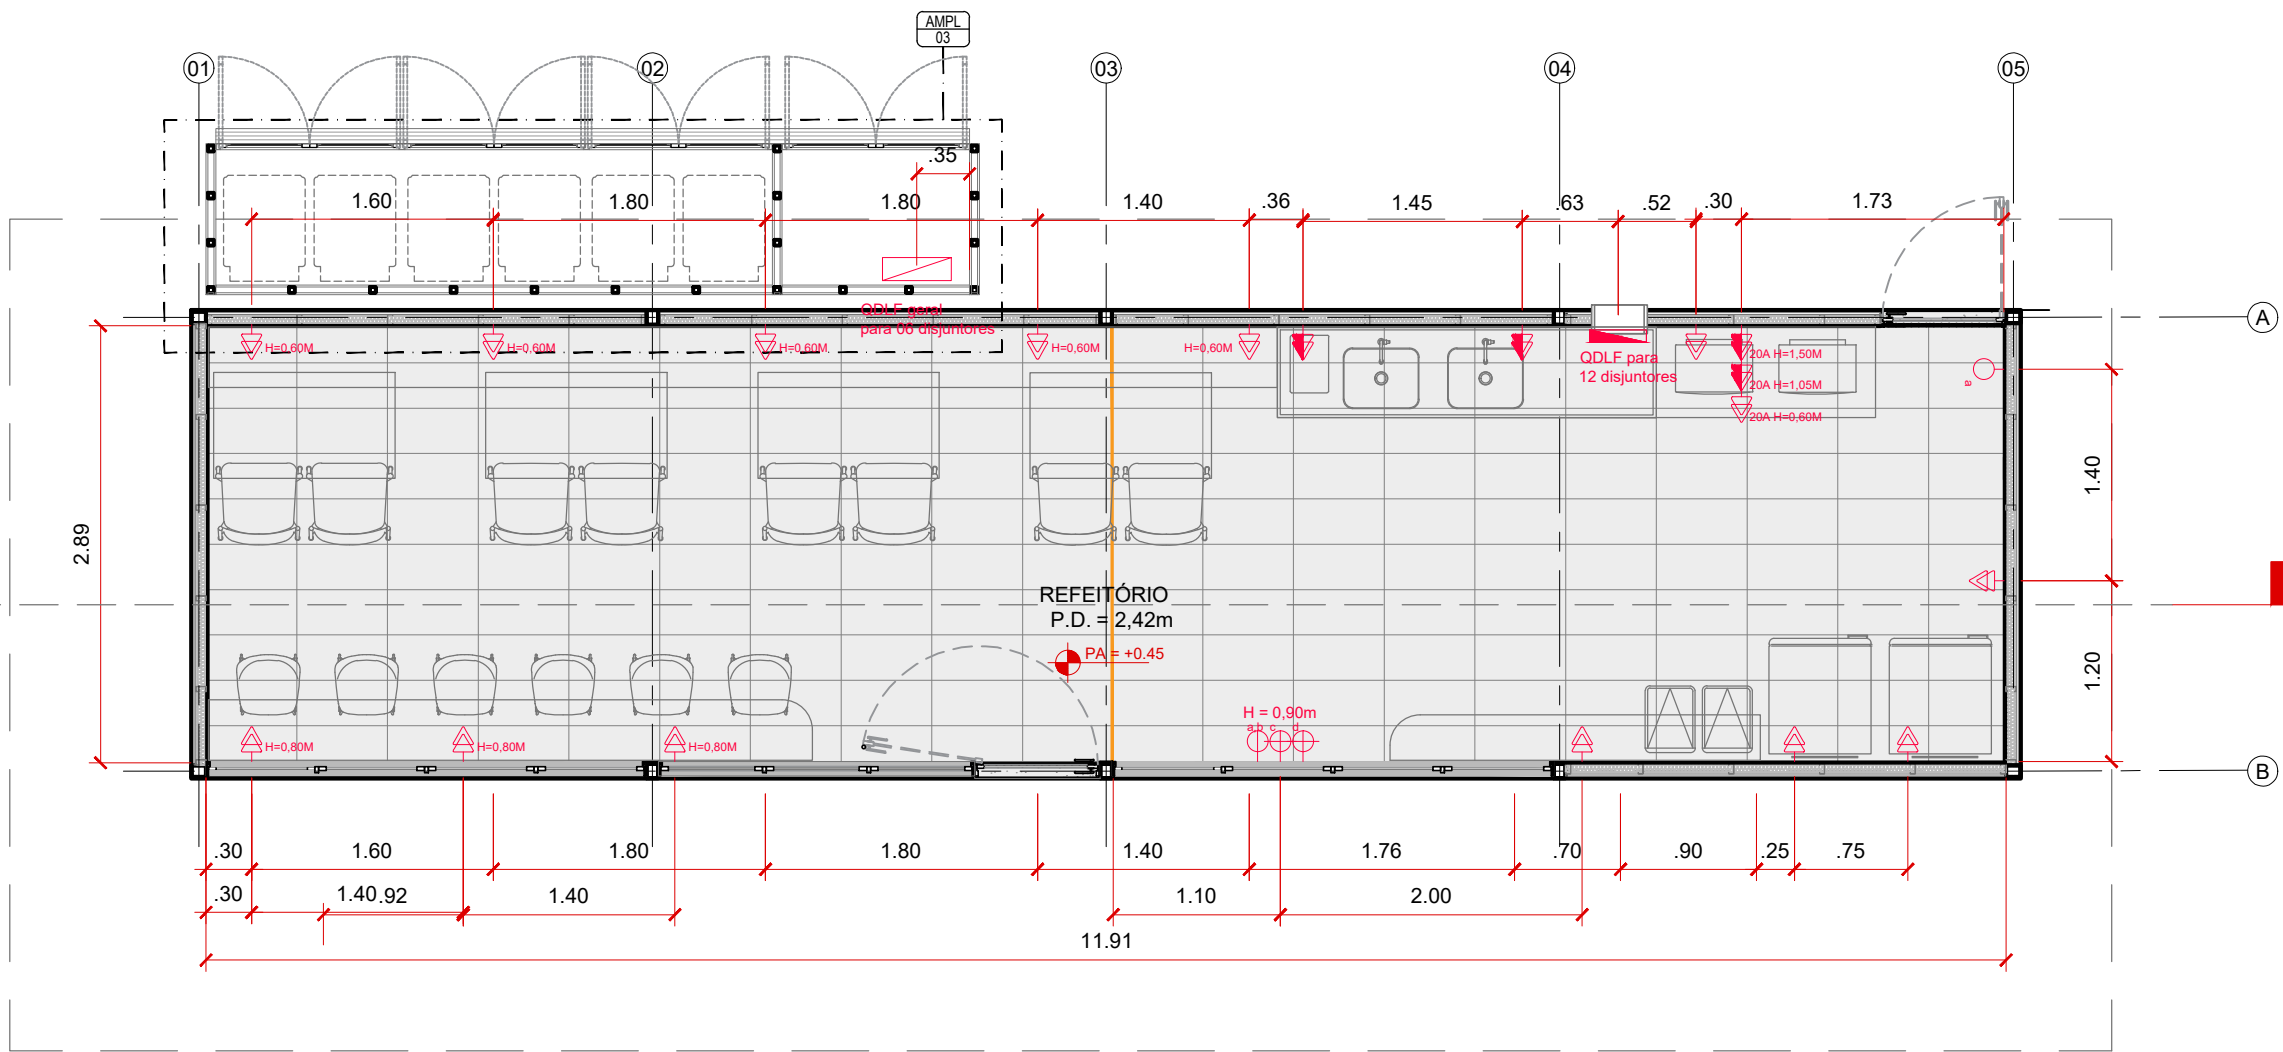 AMPL
03
01
02
03
04
05
.35
1.60
1.80
1.80
1.40
.36
1.45
.63
.52
.30
1.73
QDLF geral
para 06 disjuntores
A
H=0,60M
H=0,60M
H=0,60M
H=0,60M
H=0,60M
QDLF para
12 disjuntores
20A H=1,50M
20A H=1,05M
20A H=0,60M
a
1.40
2.89
REFEITÓRIO
P.D. = 2,42m
PA = +0.45
1.20
H = 0,90m
a b c d
H=0,80M
H=0,80M
H=0,80M
B
.30
1.60
1.80
1.80
1.40
1.76
.70
.90
.25
.75
.30
1.40
.92
1.40
1.10
2.00
11.91